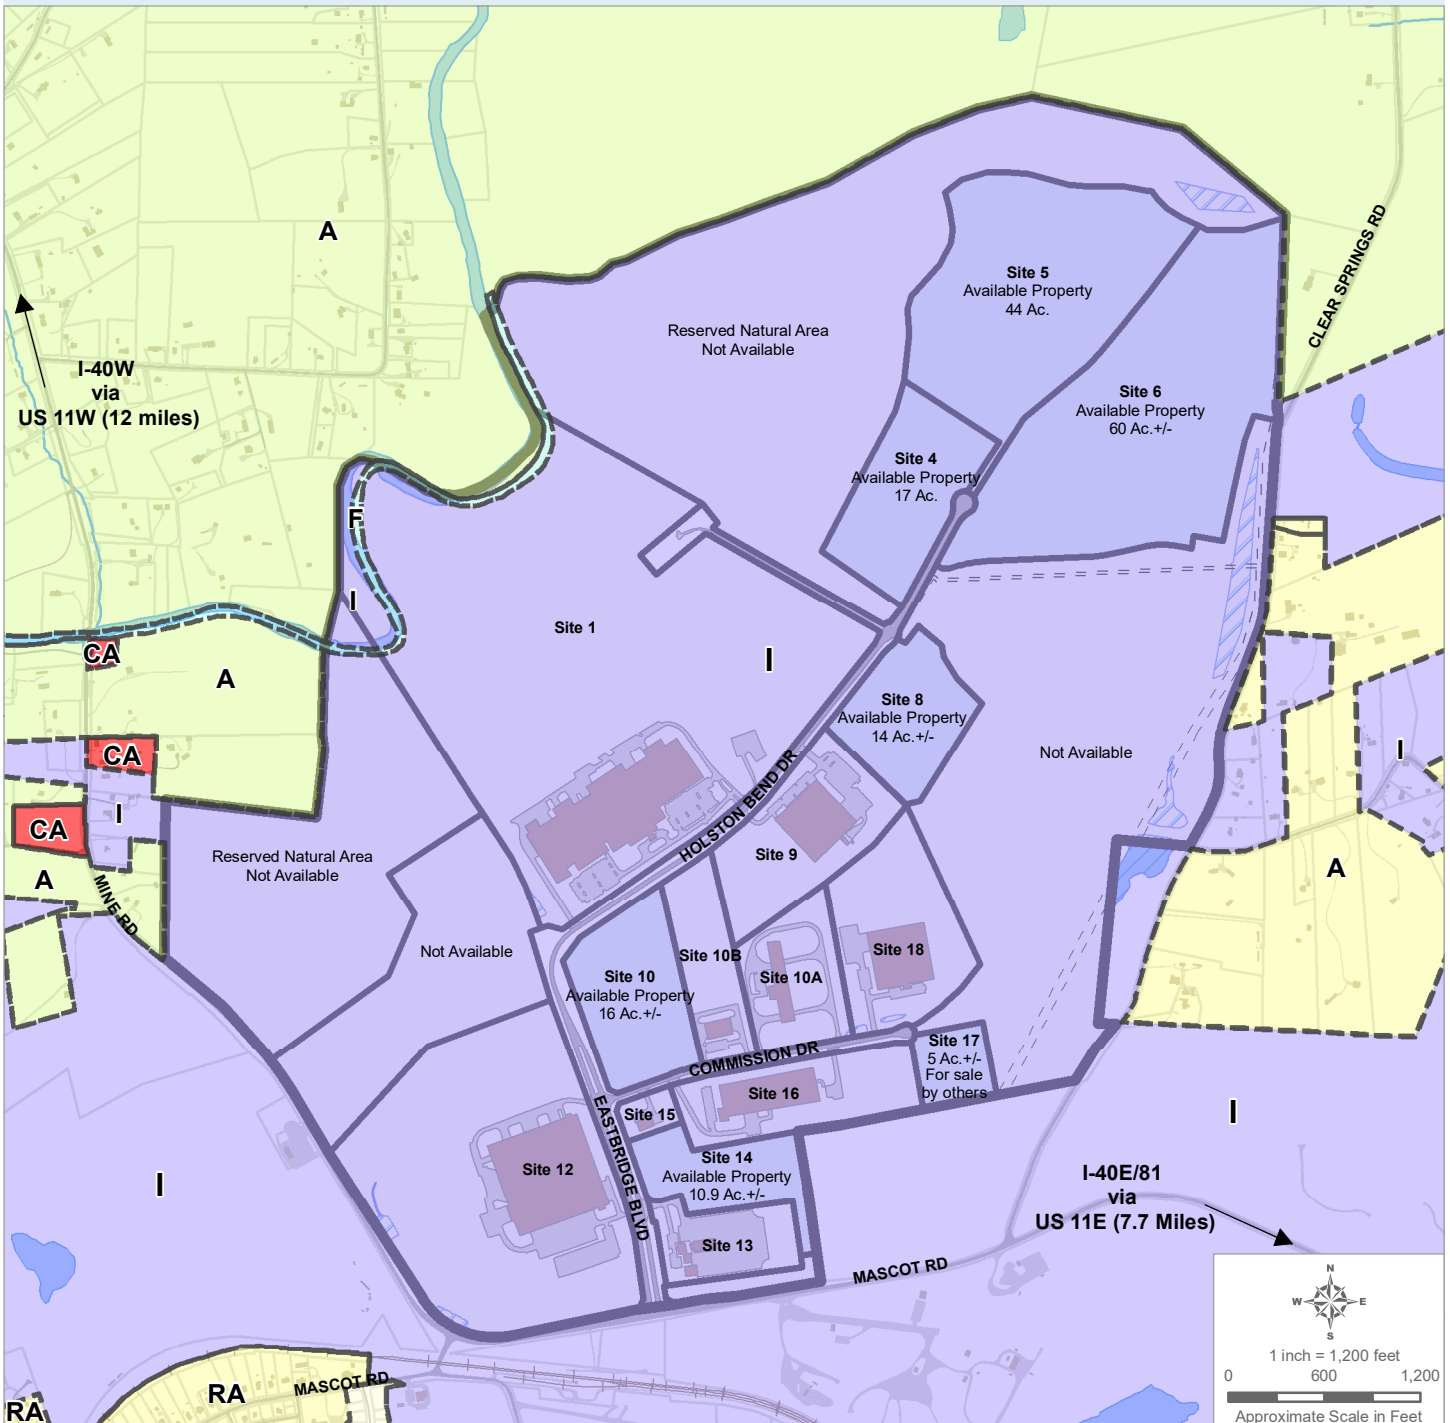 A
CLEAR SPRINGS RD
Site 5
Available Property
44 Ac.
Reserved Natural Area
Not Available
I-40W
via
US 11W (12 miles)
Site 6
Available Property
60 Ac.+/-
Site 4
Available Property
17 Ac.
F
I
Site 1
I
CA
A
Site 8
Available Property
14 Ac.+/-
Not Available
I
CA
I
CA
HOLSTON BEND DR
Site 9
Reserved Natural Area
Not Available
A
A
MINE RD
Not Available
Site 10B
Site 18
Site 10
Available Property
16 Ac.+/-
Site 10A
COMMISSION DR
Site 17
5 Ac.+/-
For sale
by others
Site 16
Site 15
EASTBRIDGE BLVD
I
Site 14
Available Property
10.9 Ac.+/-
Site 12
I
I-40E/81
via
US 11E (7.7 Miles)
Site 13
MASCOT RD
N
W
E
S
1 inch = 1,200 feet
0 600 1,200
Approximate Scale in Feet
MASCOT RD
RA
RA